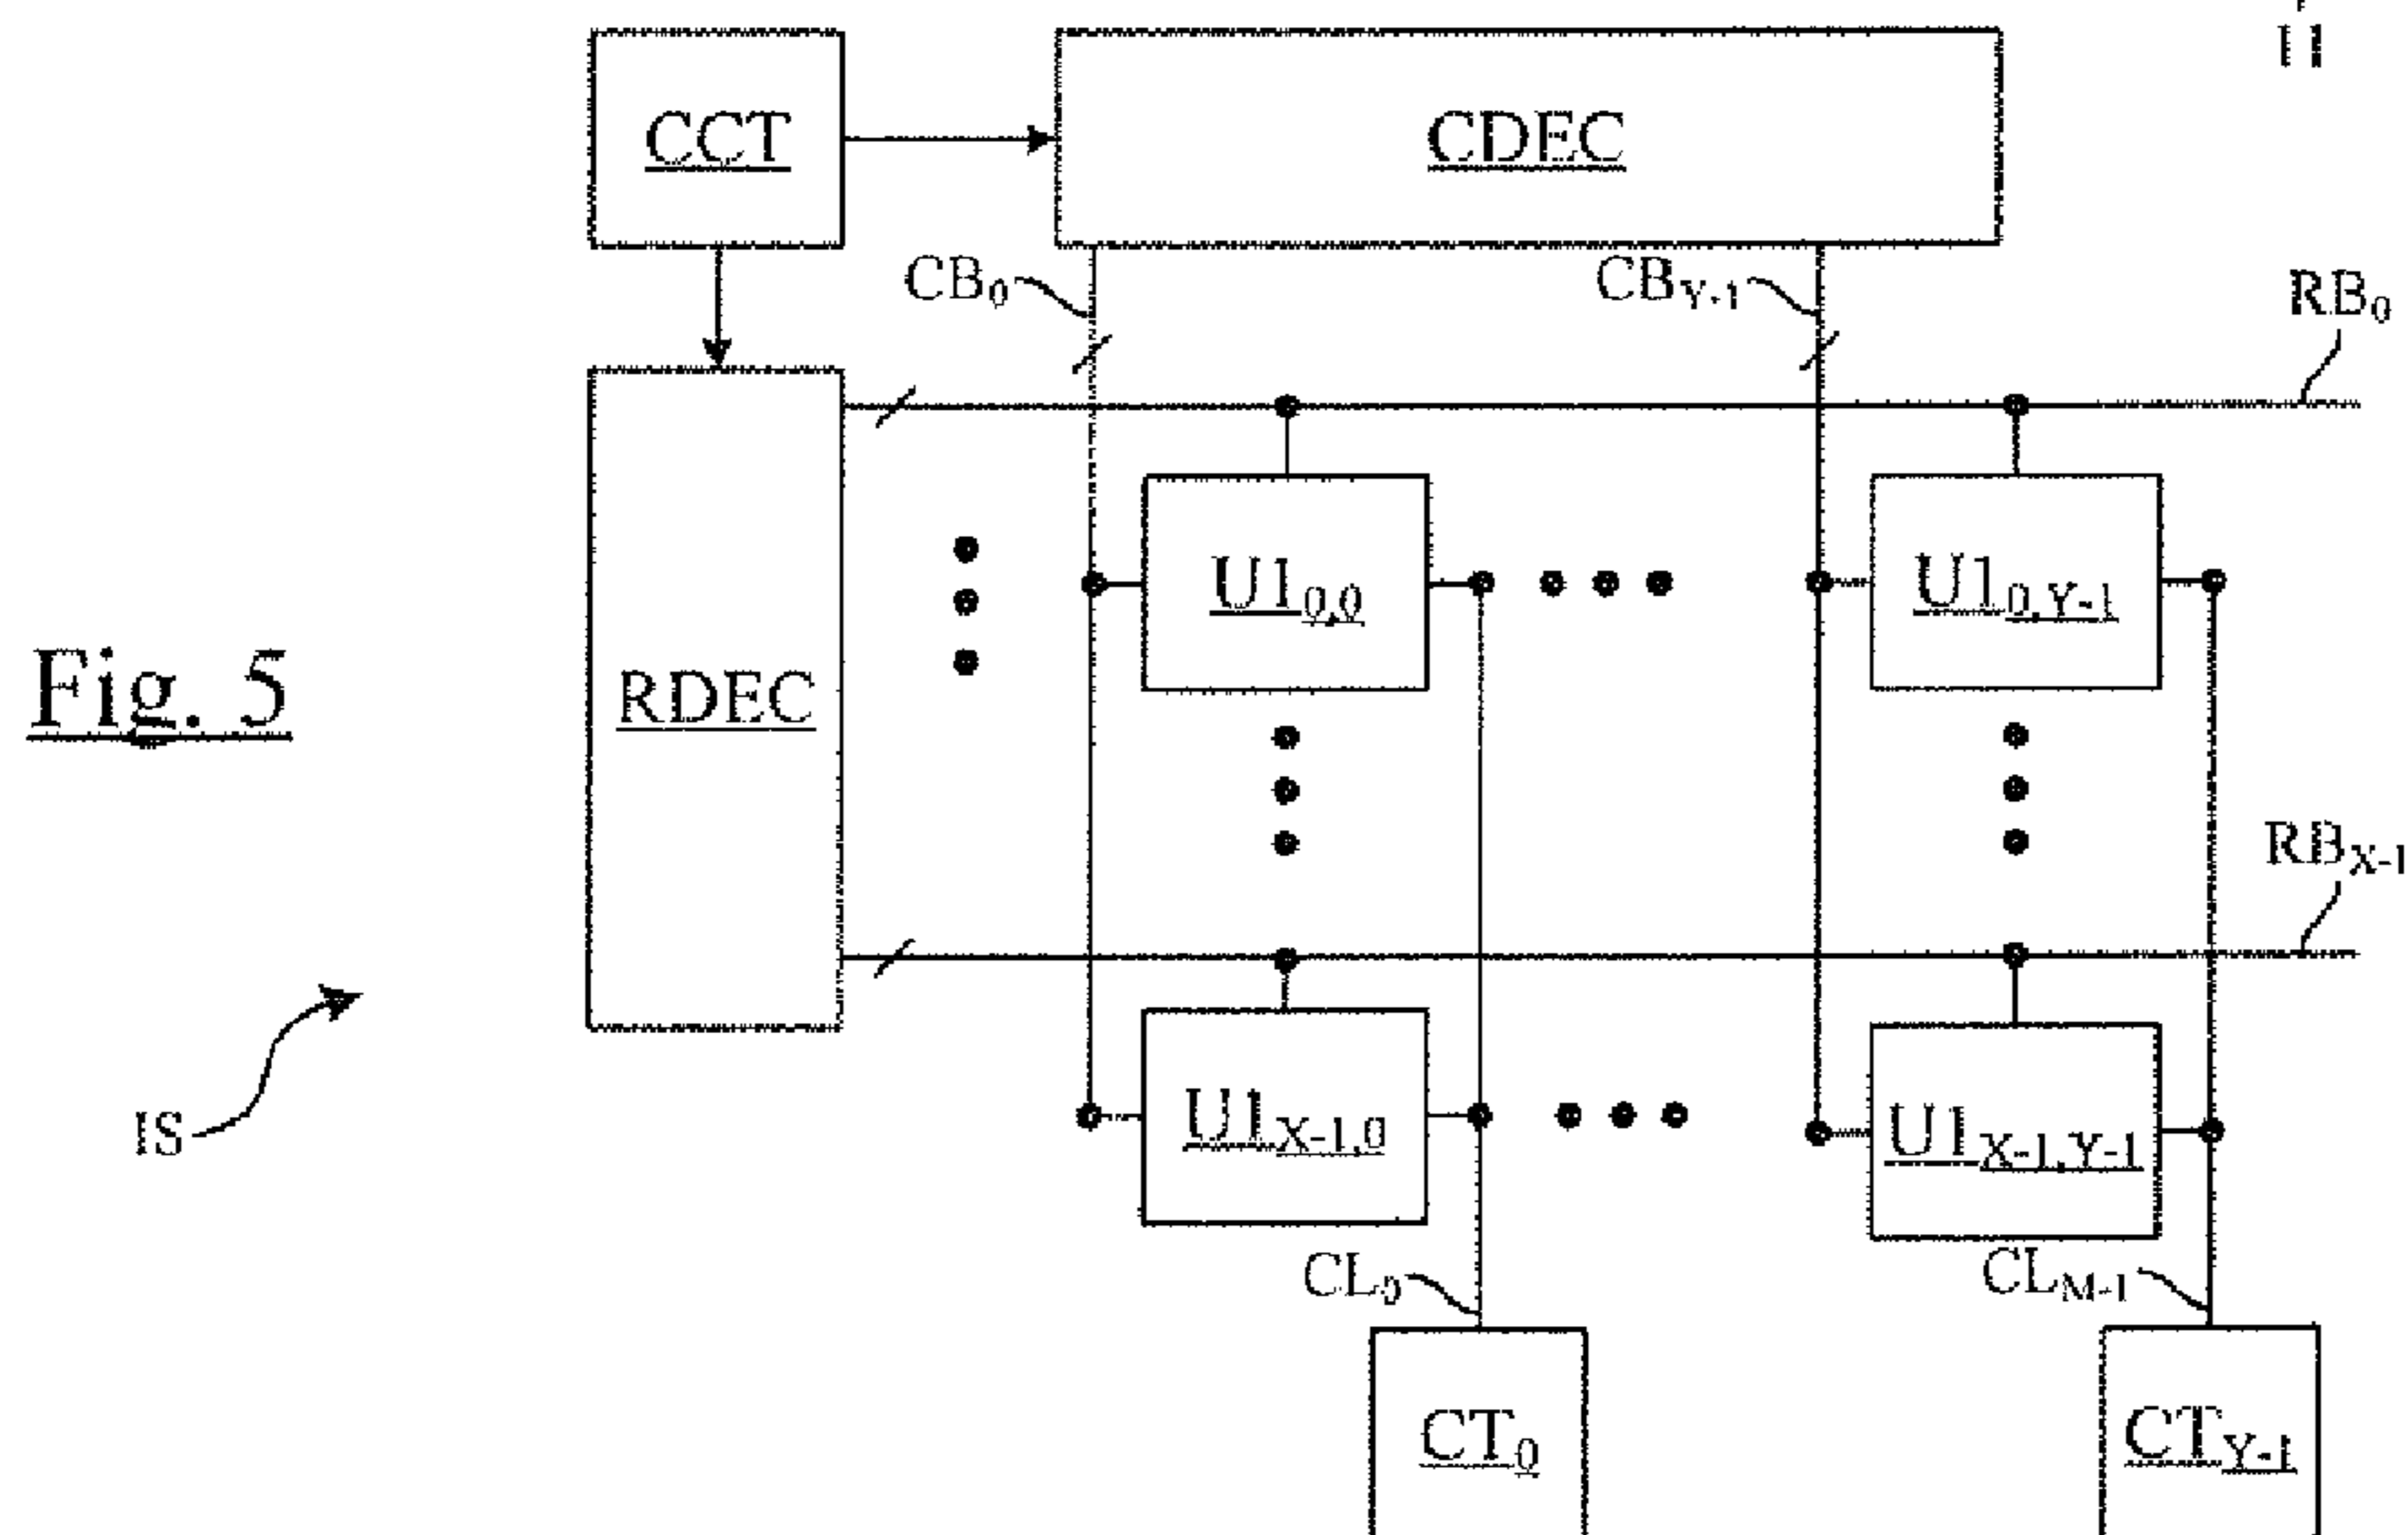 11
CCT
CDEC
CB0
CBY-1
RB0
U10,0
U10,Y-1
Fig. 5
RDEC
RBX-1
IS
U1X-1,0
U1X-1,Y-1
CL0
CLM-1
CT0
CTY-1